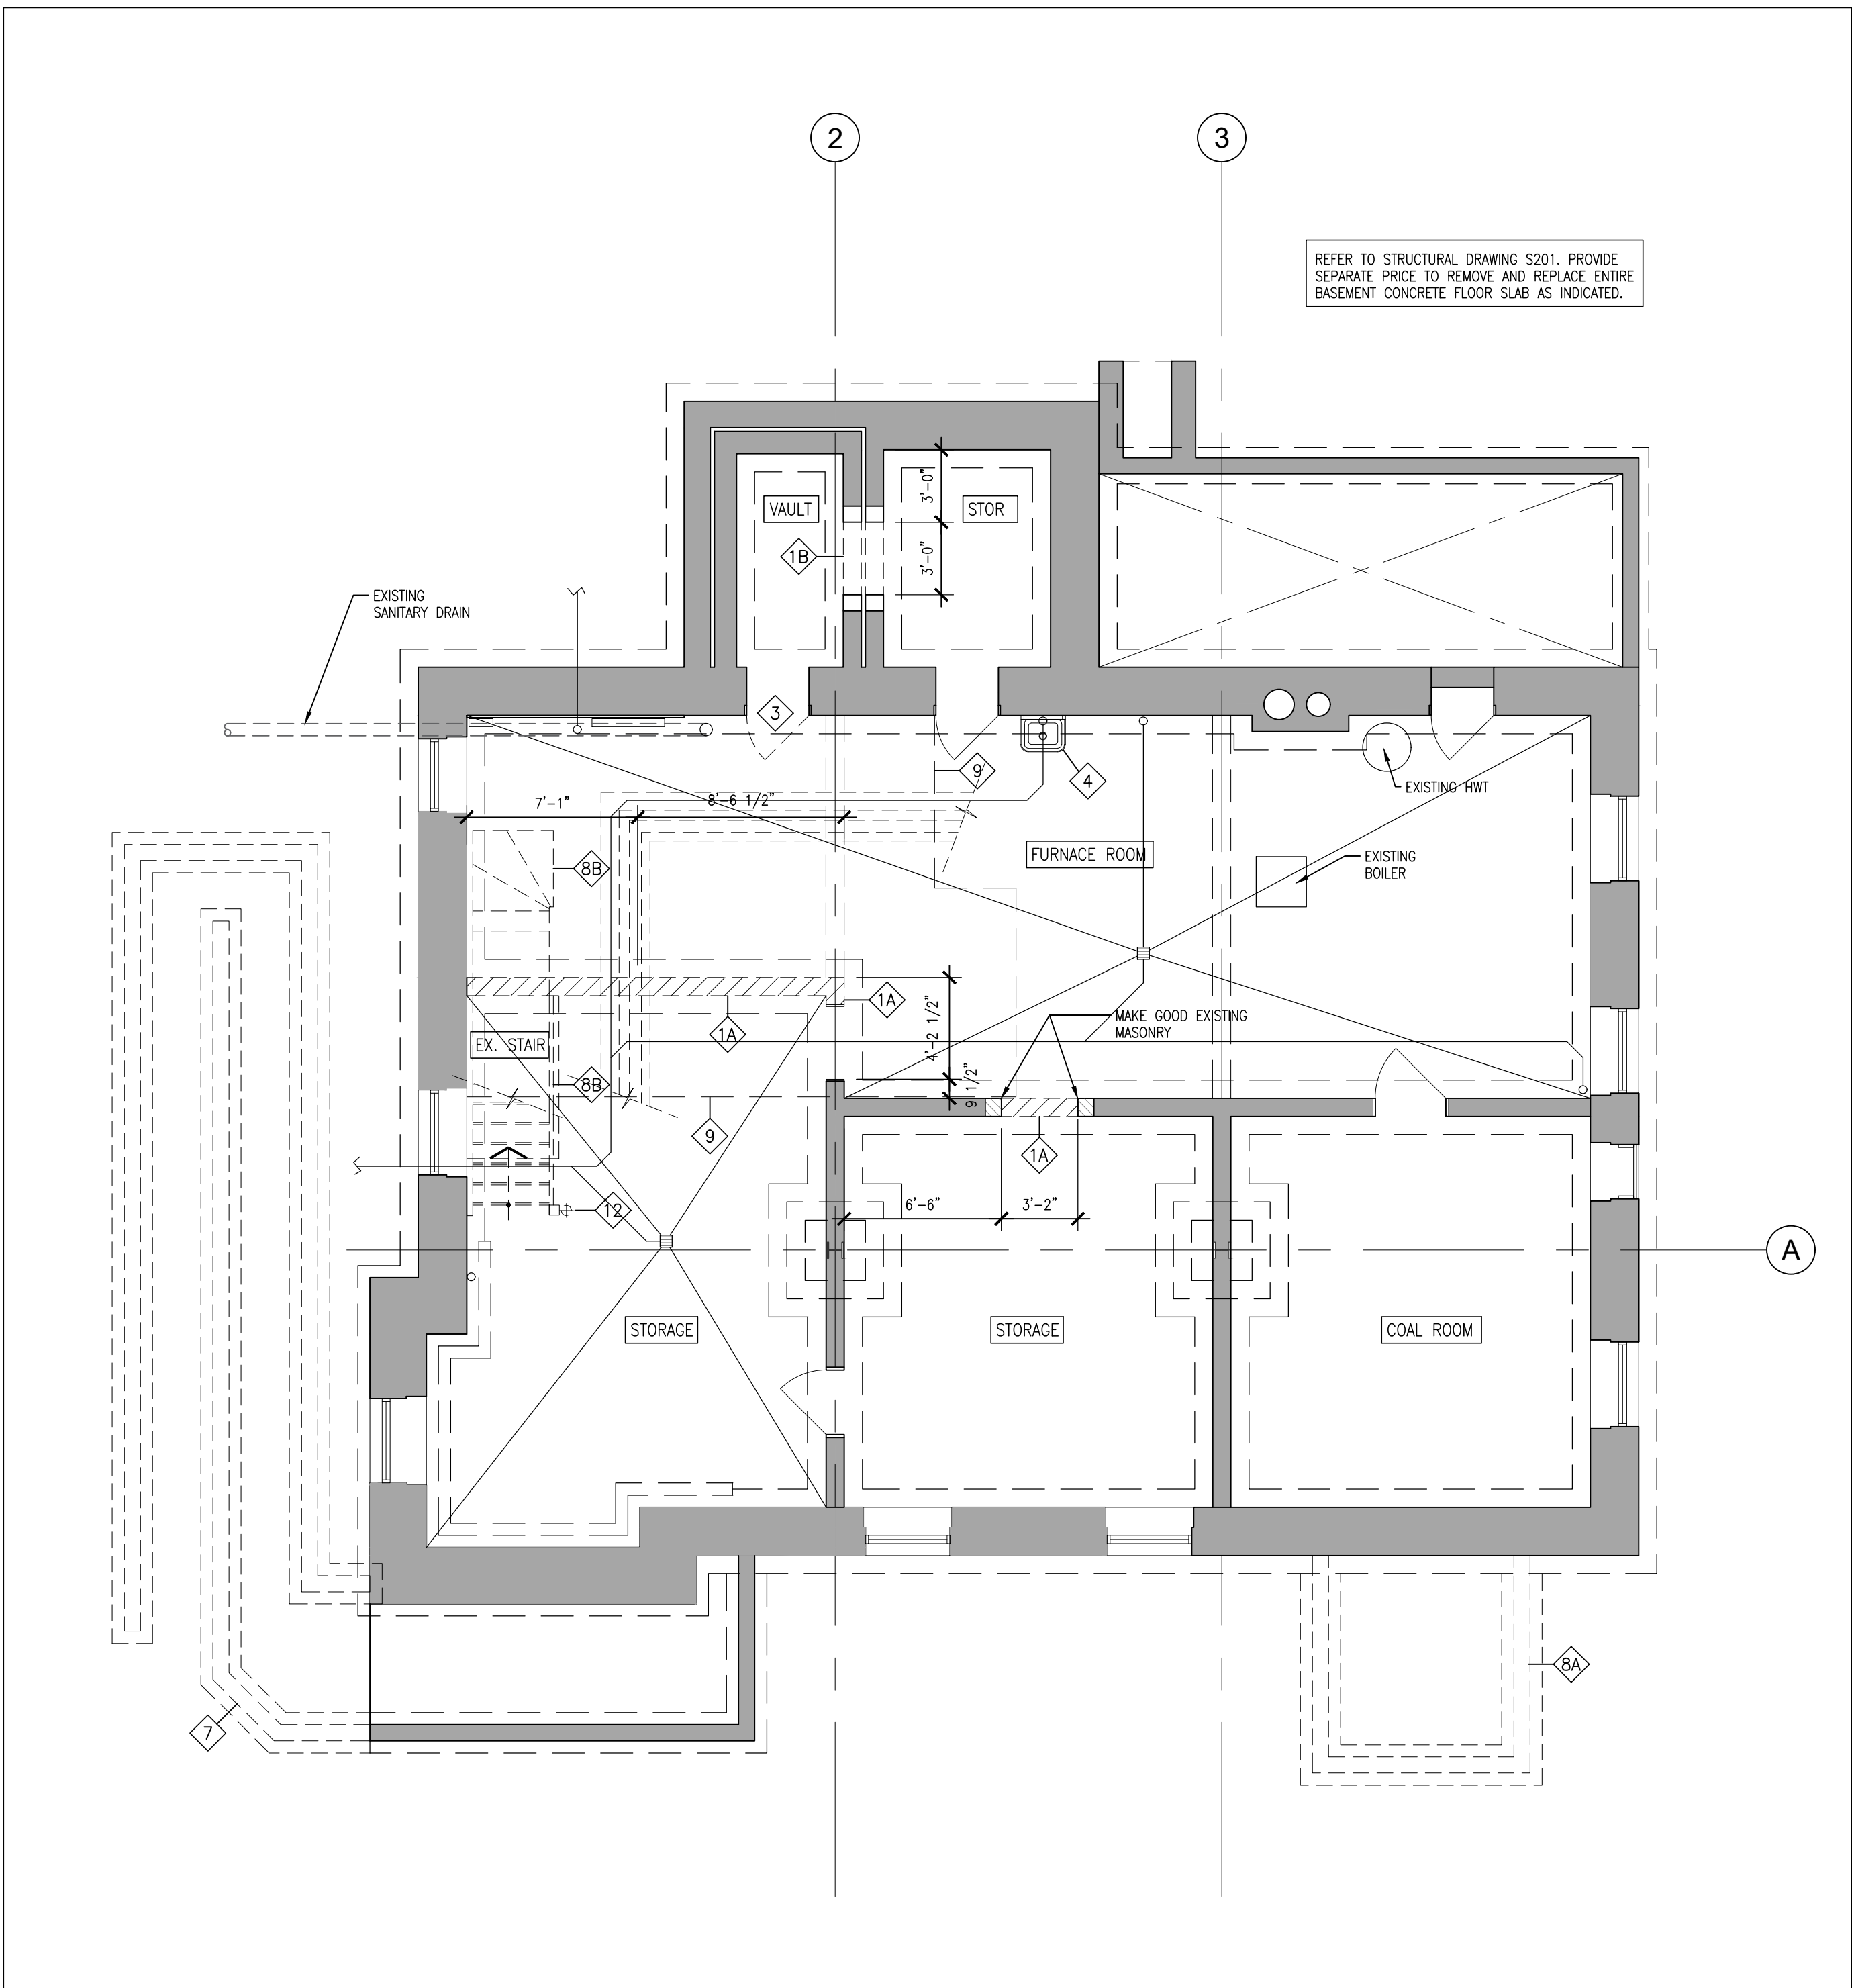 2
3
REFER TO STRUCTURAL DRAWING S201. PROVIDE
SEPARATE PRICE TO REMOVE AND REPLACE ENTIRE
BASEMENT CONCRETE FLOOR SLAB AS INDICATED.
3'-0"
VAULT
STOR
1B
3'-0"
EXISTING
SANITARY DRAIN
3
9
4
EXISTING HWT
7'-1"
8'-6 1/2"
FURNACE ROOM
EXISTING
BOILER
8B
1A
1A
MAKE GOOD EXISTING
MASONRY
4'-2 1/2"
EX. STAIR
8B
9 1/2"
9
1A
6'-6"
3'-2"
12
A
STORAGE
STORAGE
COAL ROOM
8A
7